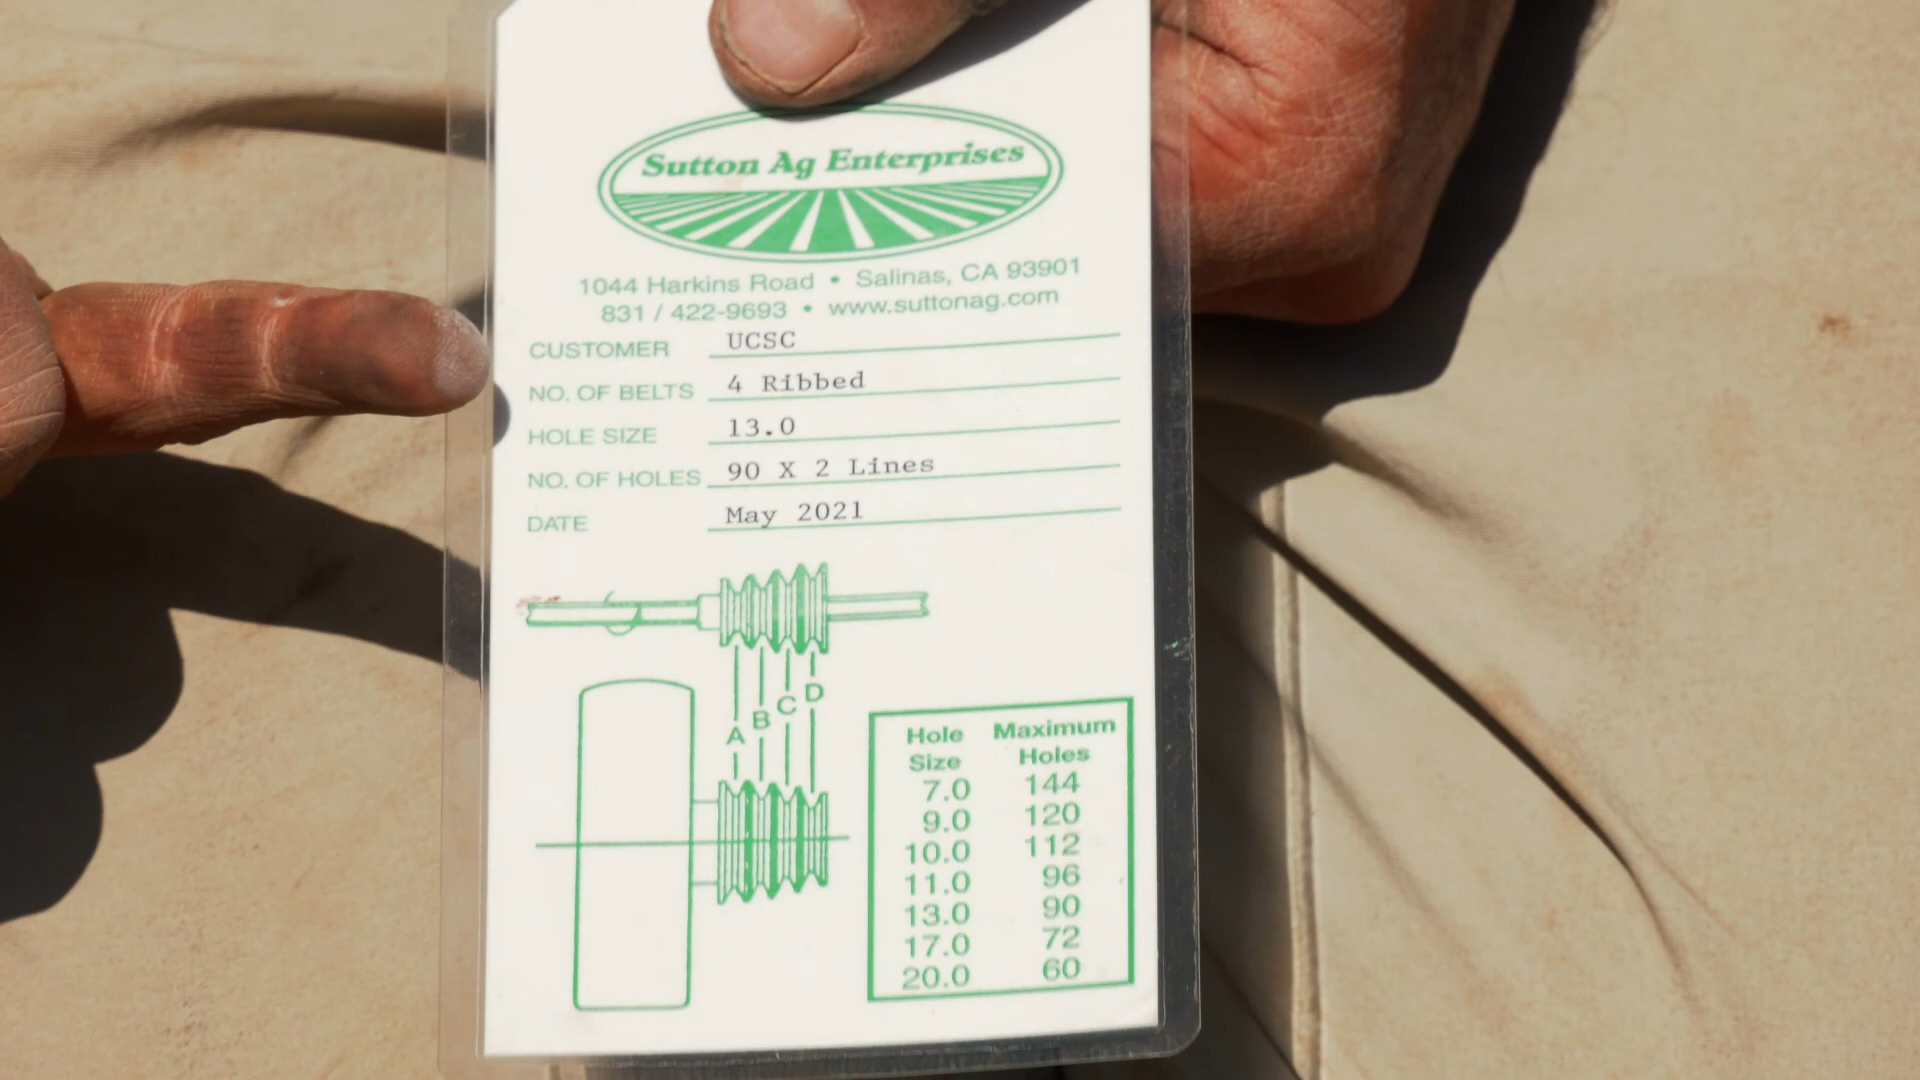 Sutton Ag Enterprises
1044 Harkins Road • Salinas, CA 93901
831 / 422-9693 • www.suttonag.com
CUSTOMER UCSC
NO. OF BELTS 4 Ribbed
HOLE SIZE 13.0
NO. OF HOLES 90 X 2 Lines
DATE May 2021
A B C D
Hole Maximum
Size Holes
7.0 144
9.0 120
10.0 112
11.0 96
13.0 90
17.0 72
20.0 60